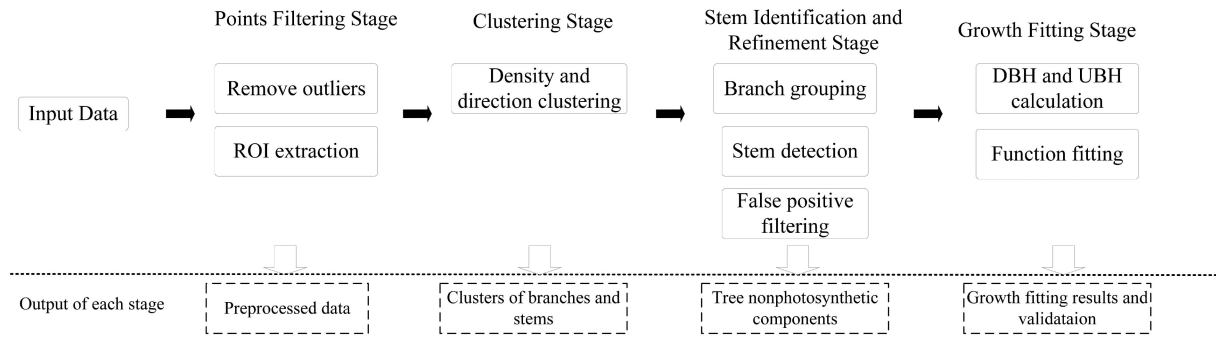 Points Filtering Stage
Clustering Stage
Stem Identification and
Refinement Stage
Growth Fitting Stage
Input Data
Remove outliers
ROI extraction
Density and
direction clustering
Branch grouping
Stem detection
False positive
filtering
DBH and UBH
calculation
Function fitting
Output of each stage
Preprocessed data
Clusters of branches and
stems
Tree nonphotosynthetic
components
Growth fitting results and
validataion